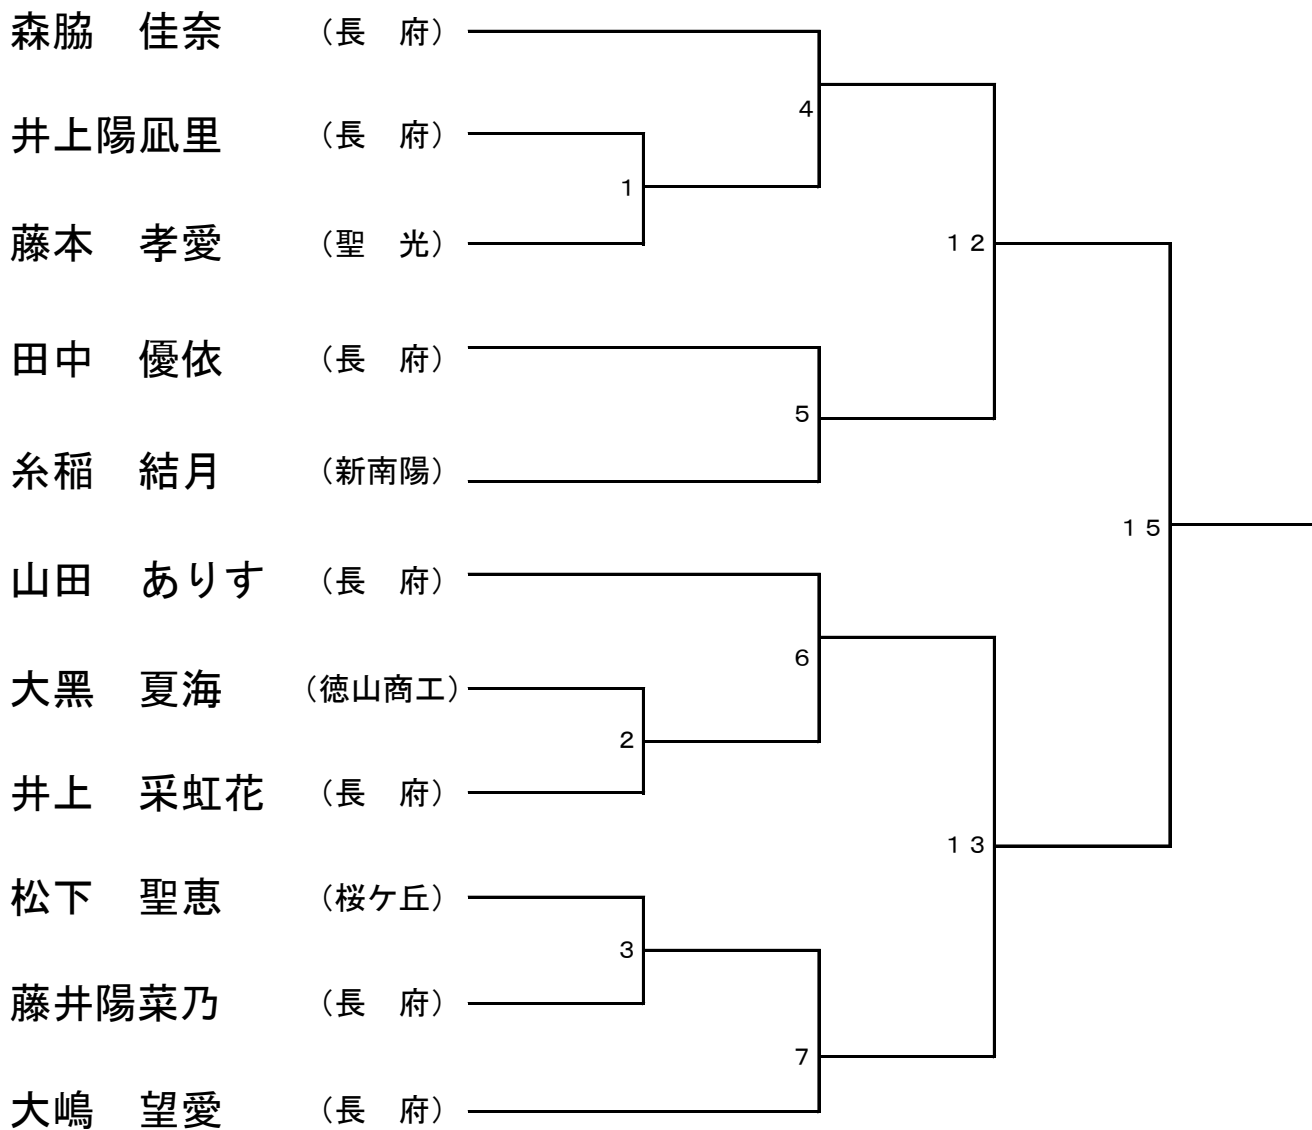 森脇　佳奈　（長　府）
4
井上陽凪里　（長　府）
1
藤本　孝愛　（聖　光）
１２
田中　優依　（長　府）
5
糸稲　結月　（新南陽）
１５
山田　ありす　（長　府）
6
大黒　夏海　（徳山商工）
2
井上　采虹花　（長　府）
１３
松下　聖恵　（桜ケ丘）
3
藤井陽菜乃　（長　府）
7
大嶋　望愛　（長　府）